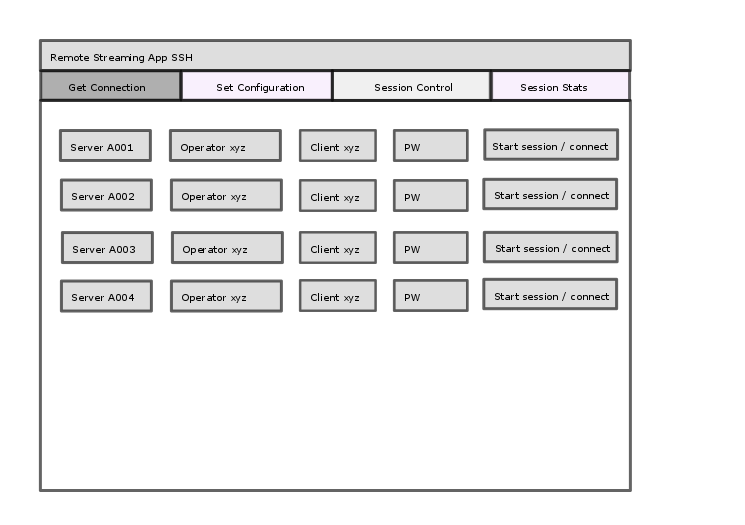 Remote Streaming App SSH
Get Connection Set Configuration Session Control Session Stats
Server A001 Operator xyz Client xyz PW Start session / connect
Server A002 Operator xyz Client xyz PW Start session / connect
Server A003 Operator xyz Client xyz PW Start session / connect
Server A004 Operator xyz Client xyz PW Start session / connect